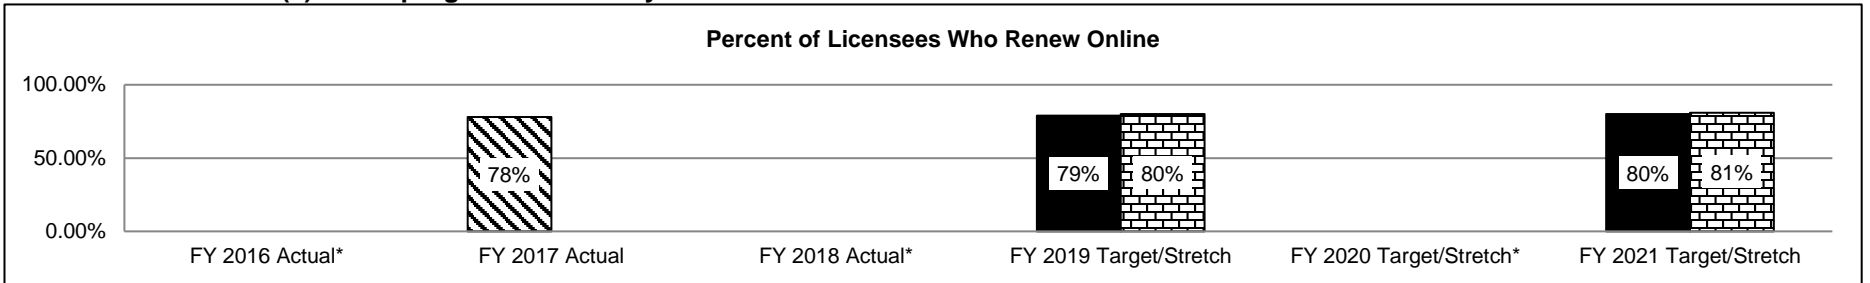 Percent of Licensees Who Renew Online
100.00%
50.00%
0.00%
78%
79%
80%
80%
81%
FY 2016 Actual*
FY 2017 Actual
FY 2018 Actual*
FY 2019 Target/Stretch
FY 2020 Target/Stretch*
FY 2021 Target/Stretch